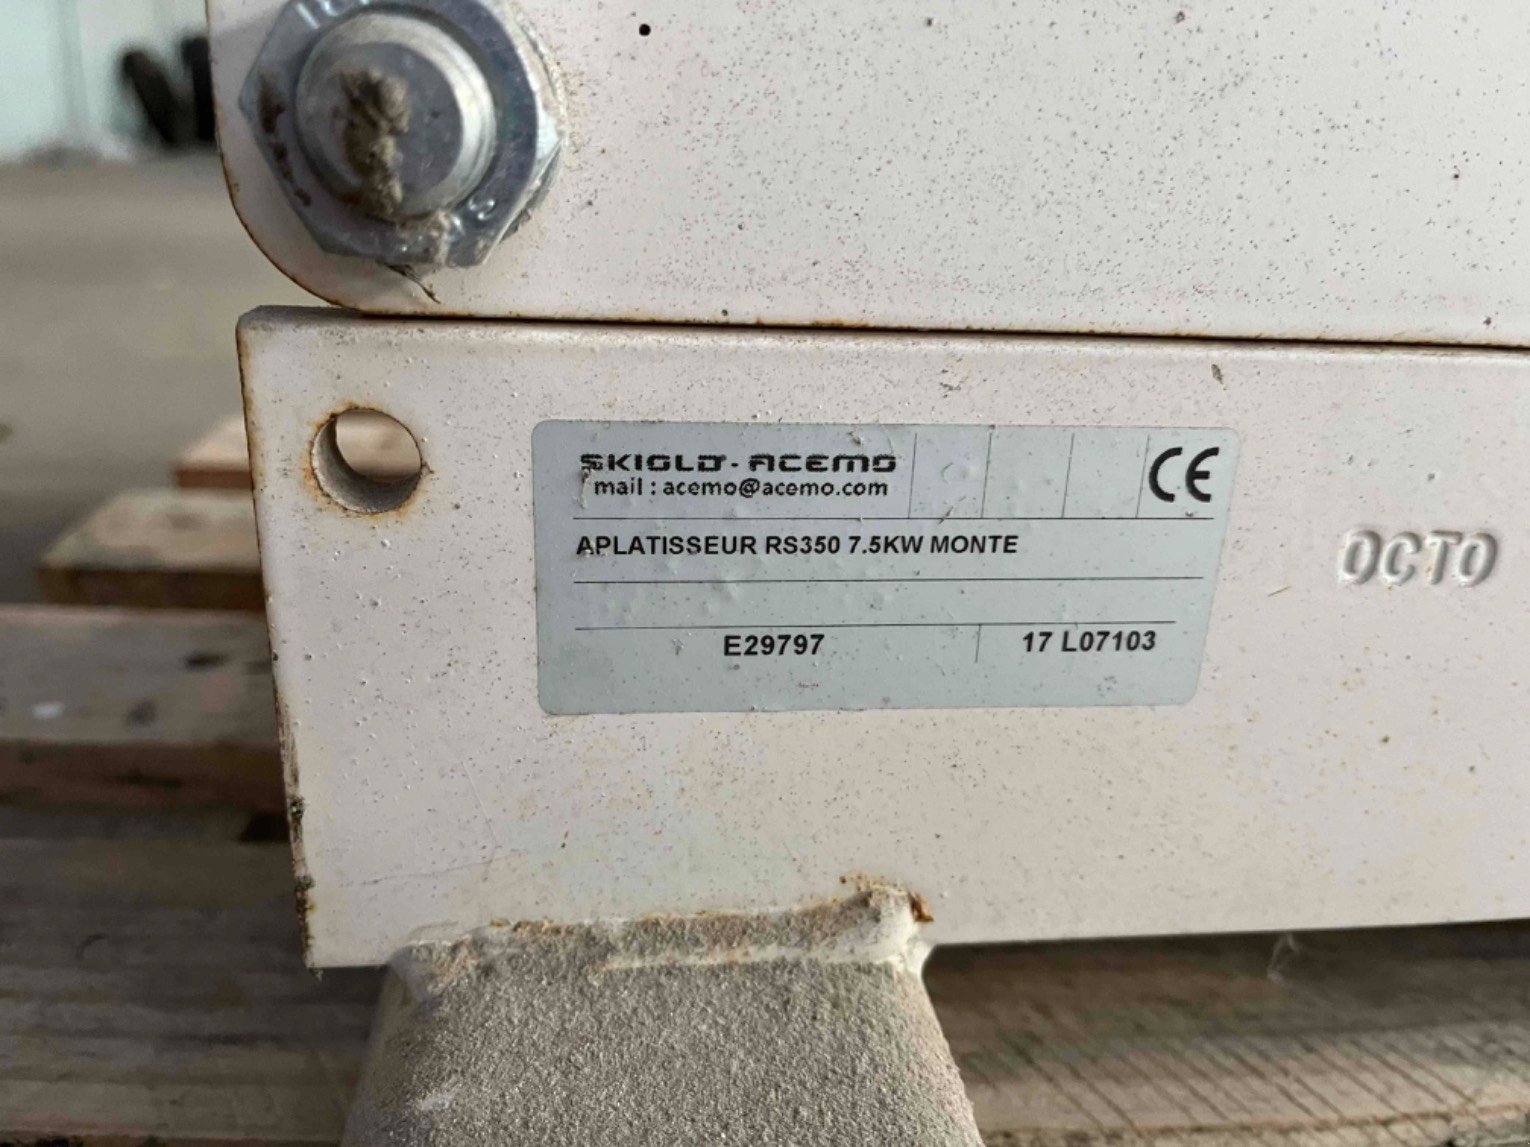 SKIOLD - ACEMO
mail : acemo@acemo.com
CE
APLATISSEUR RS350 7.5KW MONTE
E29797
17 L07103
OCTO